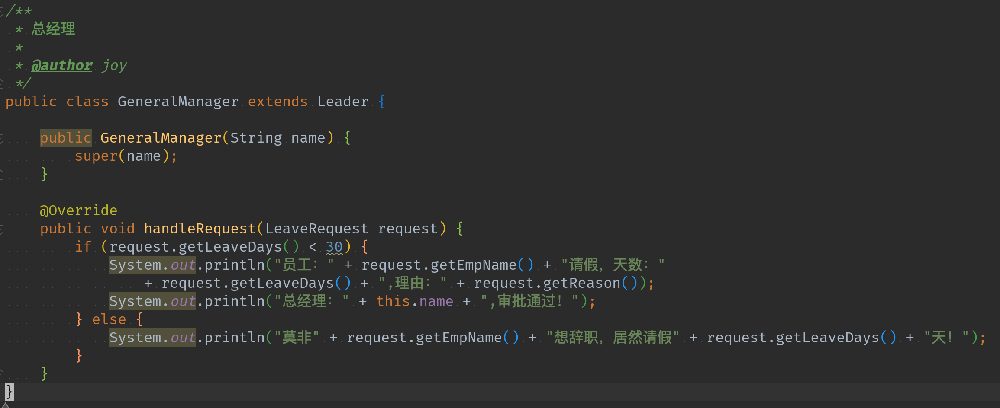 /**
 * 总经理
 *
 * @author joy
 */
public class GeneralManager extends Leader {
    public GeneralManager(String name) {
        super(name);
    }
    @Override
    public void handleRequest(LeaveRequest request) {
        if (request.getLeaveDays() < 30) {
            System.out.println("员工：" + request.getEmpName() + "请假，天数："
                + request.getLeaveDays() + ",理由：" + request.getReason());
            System.out.println("总经理：" + this.name + ",审批通过！");
        } else {
            System.out.println("莫非" + request.getEmpName() + "想辞职，居然请假" + request.getLeaveDays() + "天！");
        }
    }
}